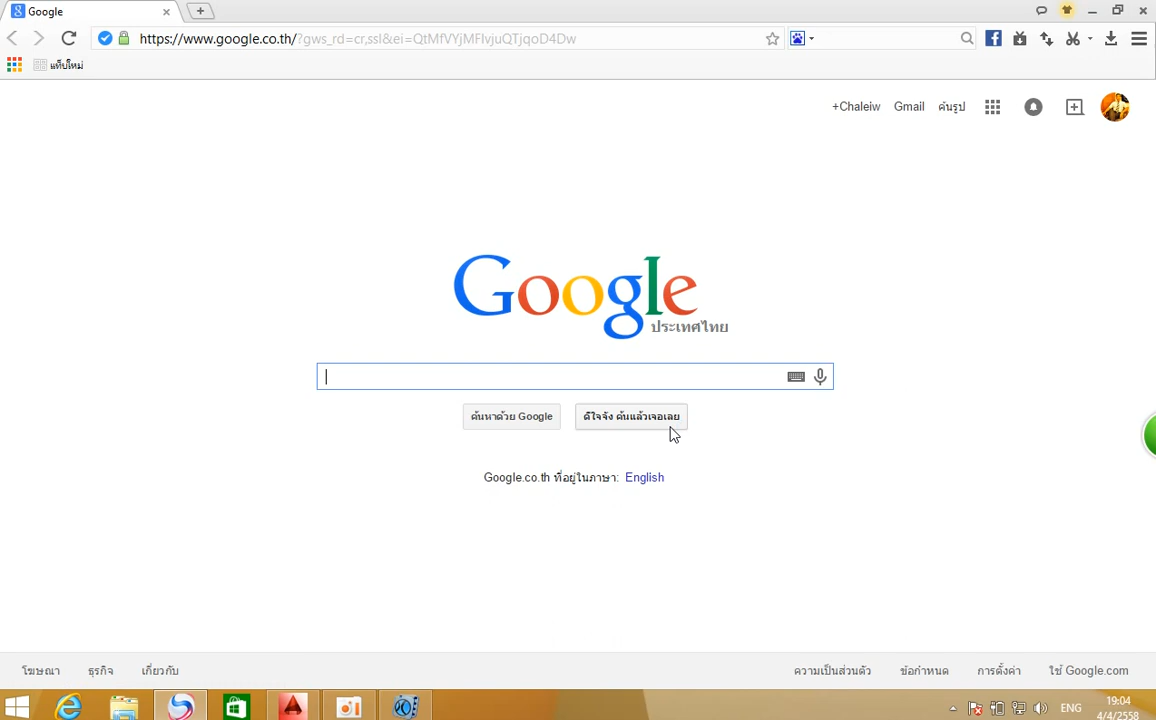 Google
https://www.google.co.th/?gws_rd=cr,ssl&ei=QtMfVYjMFIvjuQTjqoD4Dw
แท็บใหม่
+Chaleiw Gmail ค้นรูป
Google
ประเทศไทย
ค้นหาด้วย Google ดีใจจัง ค้นแล้วเจอเลย
Google.co.th ที่อยู่ในภาษา: English
โฆษณา ธุรกิจ เกี่ยวกับ ความเป็นส่วนตัว ข้อกำหนด การตั้งค่า ใช้ Google.com
19:04
ENG
4/4/2558